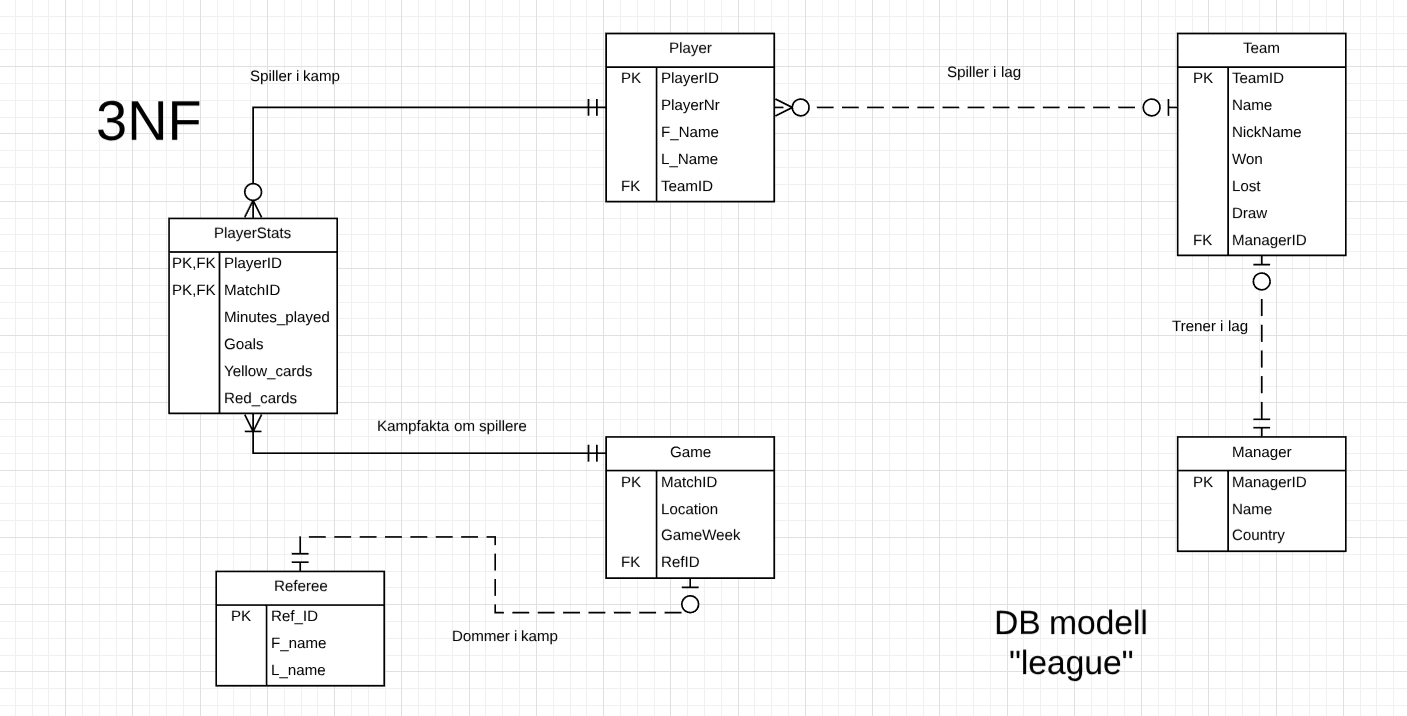 3NF
Spiller i kamp
Player
PK PlayerID
PlayerNr
F_Name
L_Name
FK TeamID
Spiller i lag
Team
PK TeamID
Name
NickName
Won
Lost
Draw
FK ManagerID
PlayerStats
PK,FK PlayerID
PK,FK MatchID
Minutes_played
Goals
Yellow_cards
Red_cards
Trener i lag
Kampfakta om spillere
Game
PK MatchID
Location
GameWeek
FK RefID
Manager
PK ManagerID
Name
Country
Referee
PK Ref_ID
F_name
L_name
Dommer i kamp
DB modell
"league"